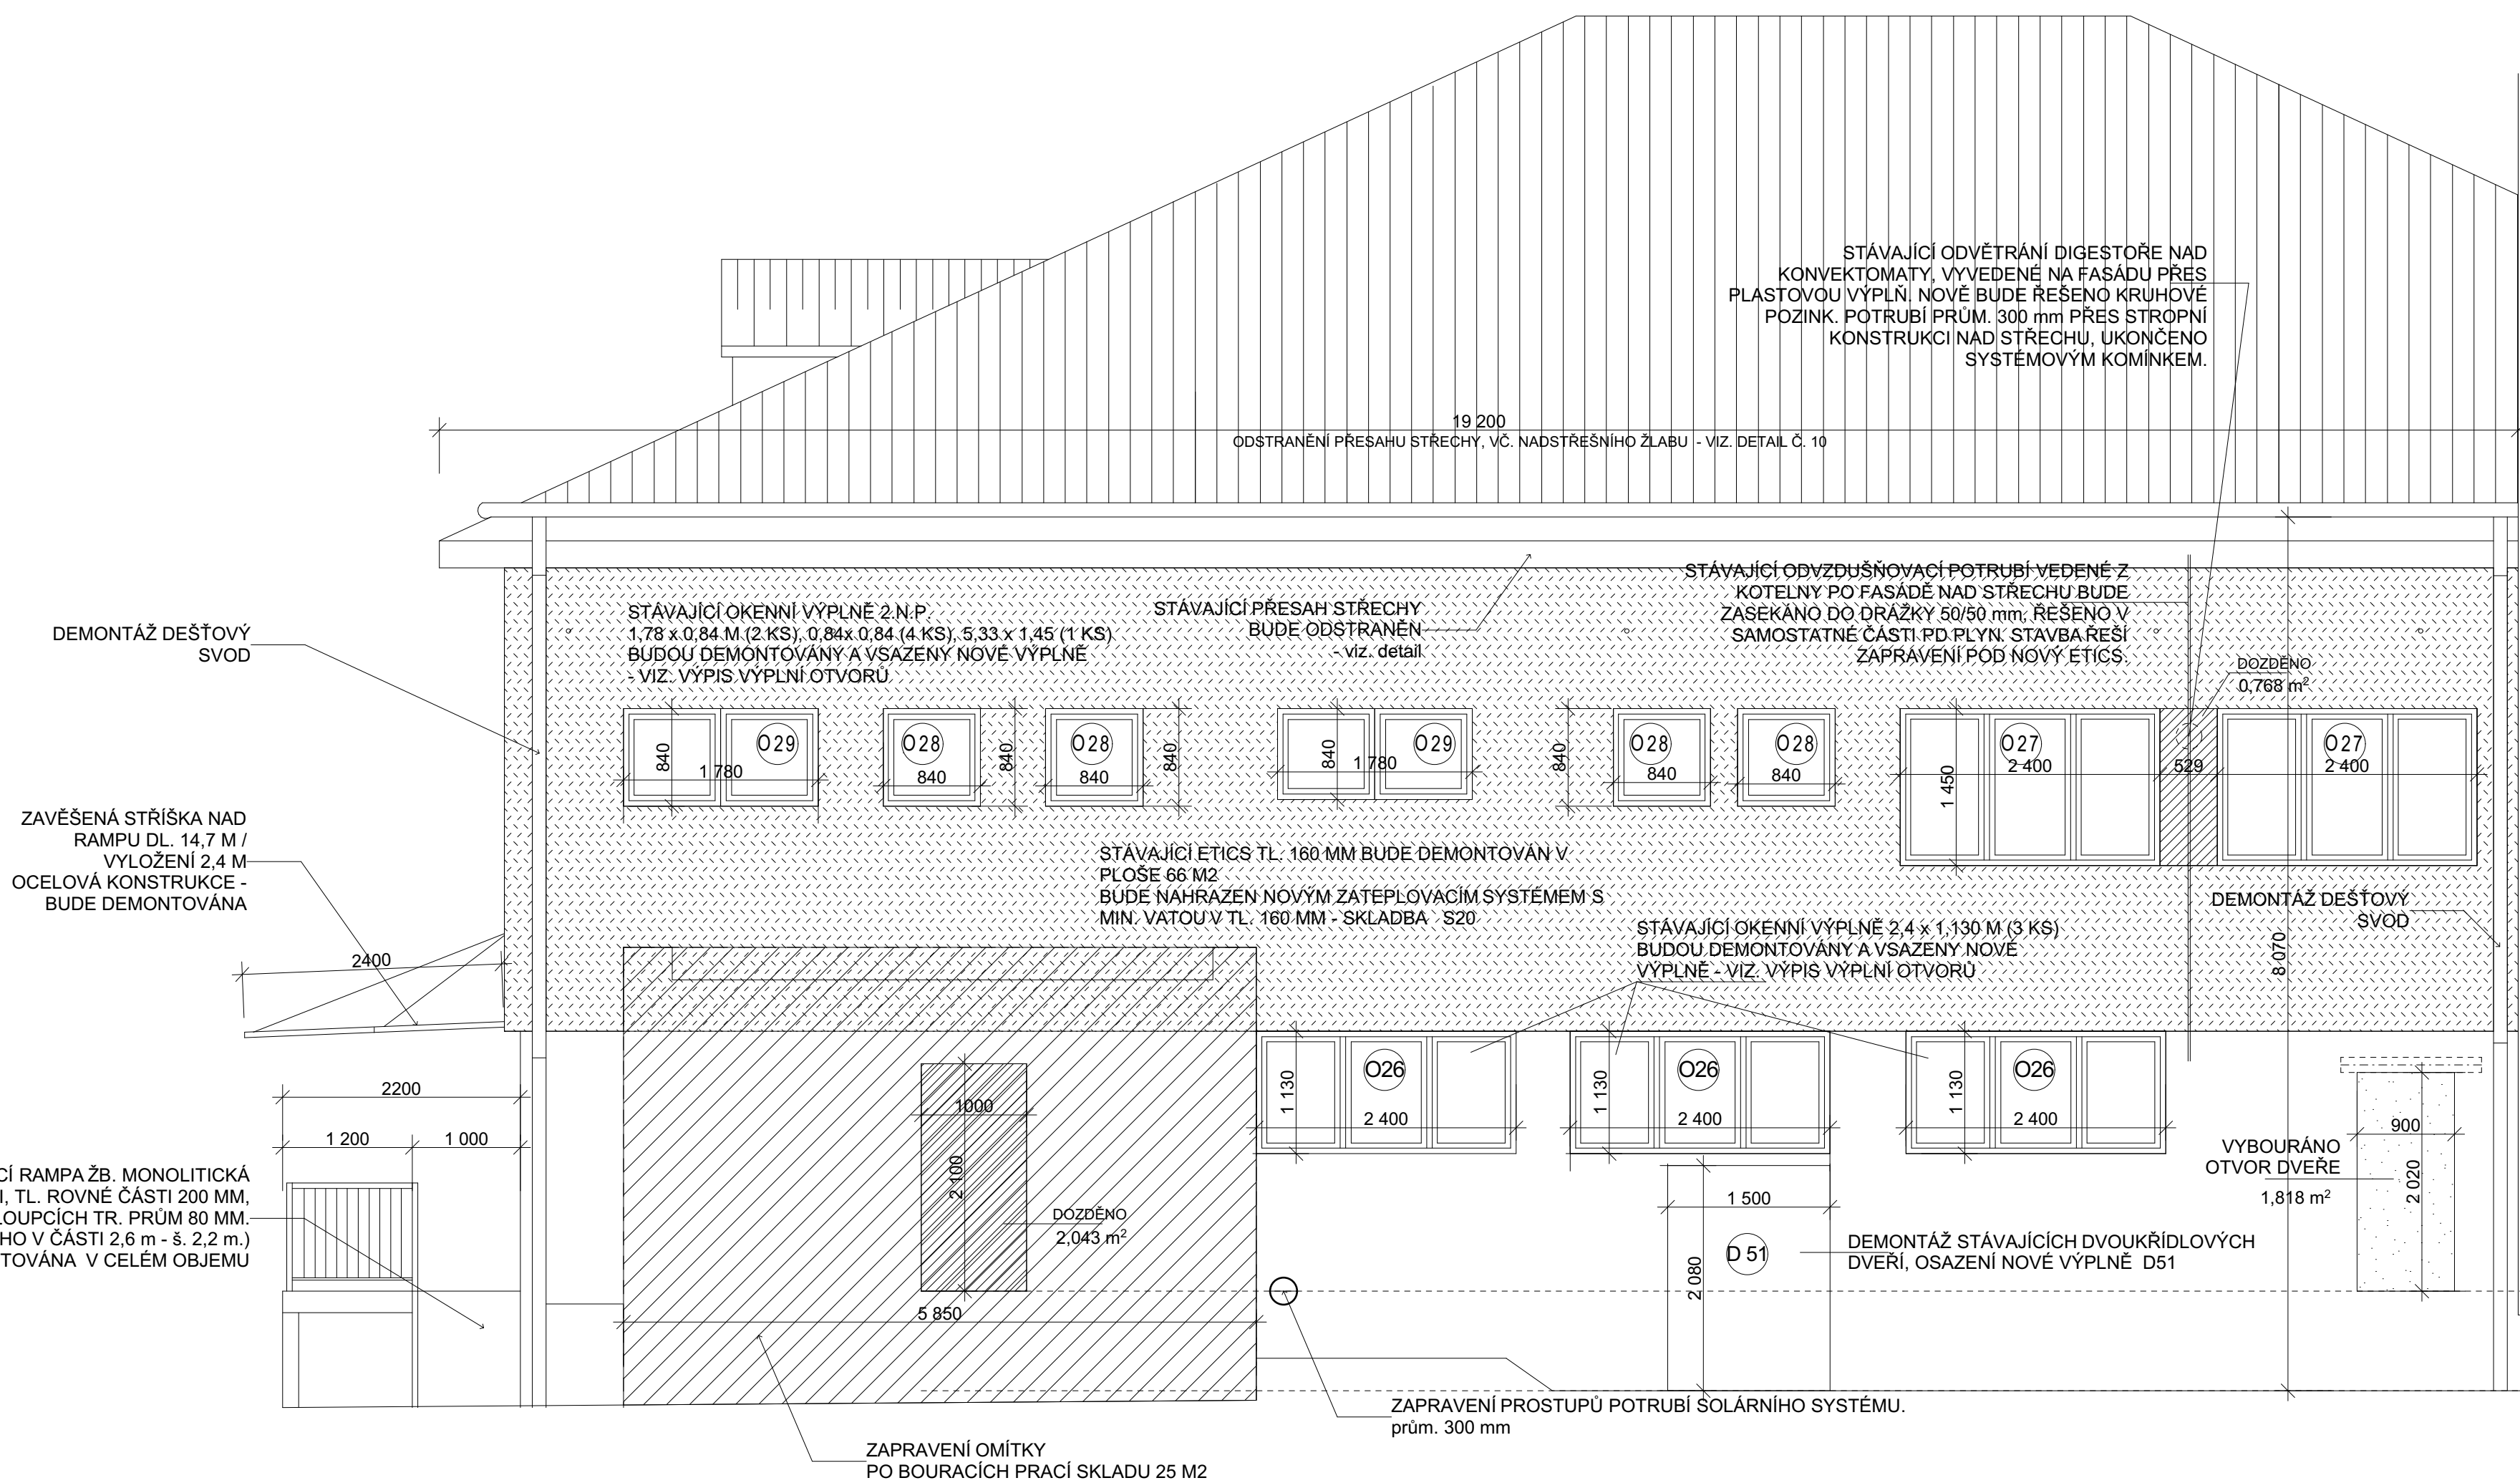 STÁVAJÍCÍ ODVĚTRÁNÍ DIGESTOŘE NAD
KONVEKTOMATY, VYVEDENÉ NA FASÁDU PŘES
PLASTOVOU VÝPLŇ. NOVĚ BUDE ŘEŠENO KRUHOVÉ
POZINK. POTRUBÍ PRŮM. 300 mm PŘES STROPNÍ
KONSTRUKCI NAD STŘECHU, UKONČENO
SYSTÉMOVÝM KOMÍNKEM.
19 200
ODSTRANĚNÍ PŘESAHU STŘECHY, VČ. NADSTŘEŠNÍHO ŽLABU - VIZ. DETAIL Č. 10
DEMONTÁŽ DEŠŤOVÝ
SVOD
STÁVAJÍCÍ OKENNÍ VÝPLNĚ 2.N.P.
1,78 x 0,84 M (2 KS), 0,84x 0,84 (4 KS), 5,33 x 1,45 (1 KS)
BUDOU DEMONTOVÁNY A VSAZENY NOVÉ VÝPLNĚ
- VIZ. VÝPIS VÝPLNÍ OTVORŮ
STÁVAJÍCÍ PŘESAH STŘECHY
BUDE ODSTRANĚN
- viz. detail
STÁVAJÍCÍ ODVZDUŠŇOVACÍ POTRUBÍ VEDENÉ Z
KOTELNY PO FASÁDĚ NAD STŘECHU BUDE
ZASEKÁNO DO DRÁŽKY 50/50 mm, ŘEŠENO V
SAMOSTATNÉ ČÁSTI PD PLYN. STAVBA ŘEŠÍ
ZAPRAVENÍ POD NOVÝ ETICS.
DOZDĚNO
0,768 m²
840
1 780
O29
O28
840
840
O28
840
840
840
1 780
O29
840
O28
840
O28
840
1 450
O27
2 400
529
O27
2 400
ZAVĚŠENÁ STŘÍŠKA NAD
RAMPU DL. 14,7 M /
VYLOŽENÍ 2,4 M
OCELOVÁ KONSTRUKCE -
BUDE DEMONTOVÁNA
STÁVAJÍCÍ ETICS TL. 160 MM BUDE DEMONTOVÁN V
PLOŠE 66 M2
BUDE NAHRAZEN NOVÝM ZATEPLOVACÍM SYSTÉMEM S
MIN. VATOU V TL. 160 MM - SKLADBA S20
STÁVAJÍCÍ OKENNÍ VÝPLNĚ 2,4 x 1,130 M (3 KS)
BUDOU DEMONTOVÁNY A VSAZENY NOVÉ
VÝPLNĚ - VIZ. VÝPIS VÝPLNÍ OTVORŮ
DEMONTÁŽ DEŠŤOVÝ
SVOD
8 070
2400
2200
1 200
1 000
CÍ RAMPA ŽB. MONOLITICKÁ
I, TL. ROVNÉ ČÁSTI 200 MM,
LOUPCÍCH TR. PRŮM 80 MM.
HO V ČÁSTI 2,6 m - š. 2,2 m.)
TOVÁNA V CELÉM OBJEMU
1000
2 100
DOZDĚNO
2,043 m²
5 850
1 130
O26
2 400
1 130
O26
2 400
1 130
O26
2 400
1 500
2 080
D 51
DEMONTÁŽ STÁVAJÍCÍCH DVOUKŘÍDLOVÝCH
DVEŘÍ, OSAZENÍ NOVÉ VÝPLNĚ D51
VYBOURÁNO
OTVOR DVEŘE
1,818 m²
900
2 020
ZAPRAVENÍ PROSTUPŮ POTRUBÍ SOLÁRNÍHO SYSTÉMU.
prům. 300 mm
ZAPRAVENÍ OMÍTKY
PO BOURACÍCH PRACÍ SKLADU 25 M2